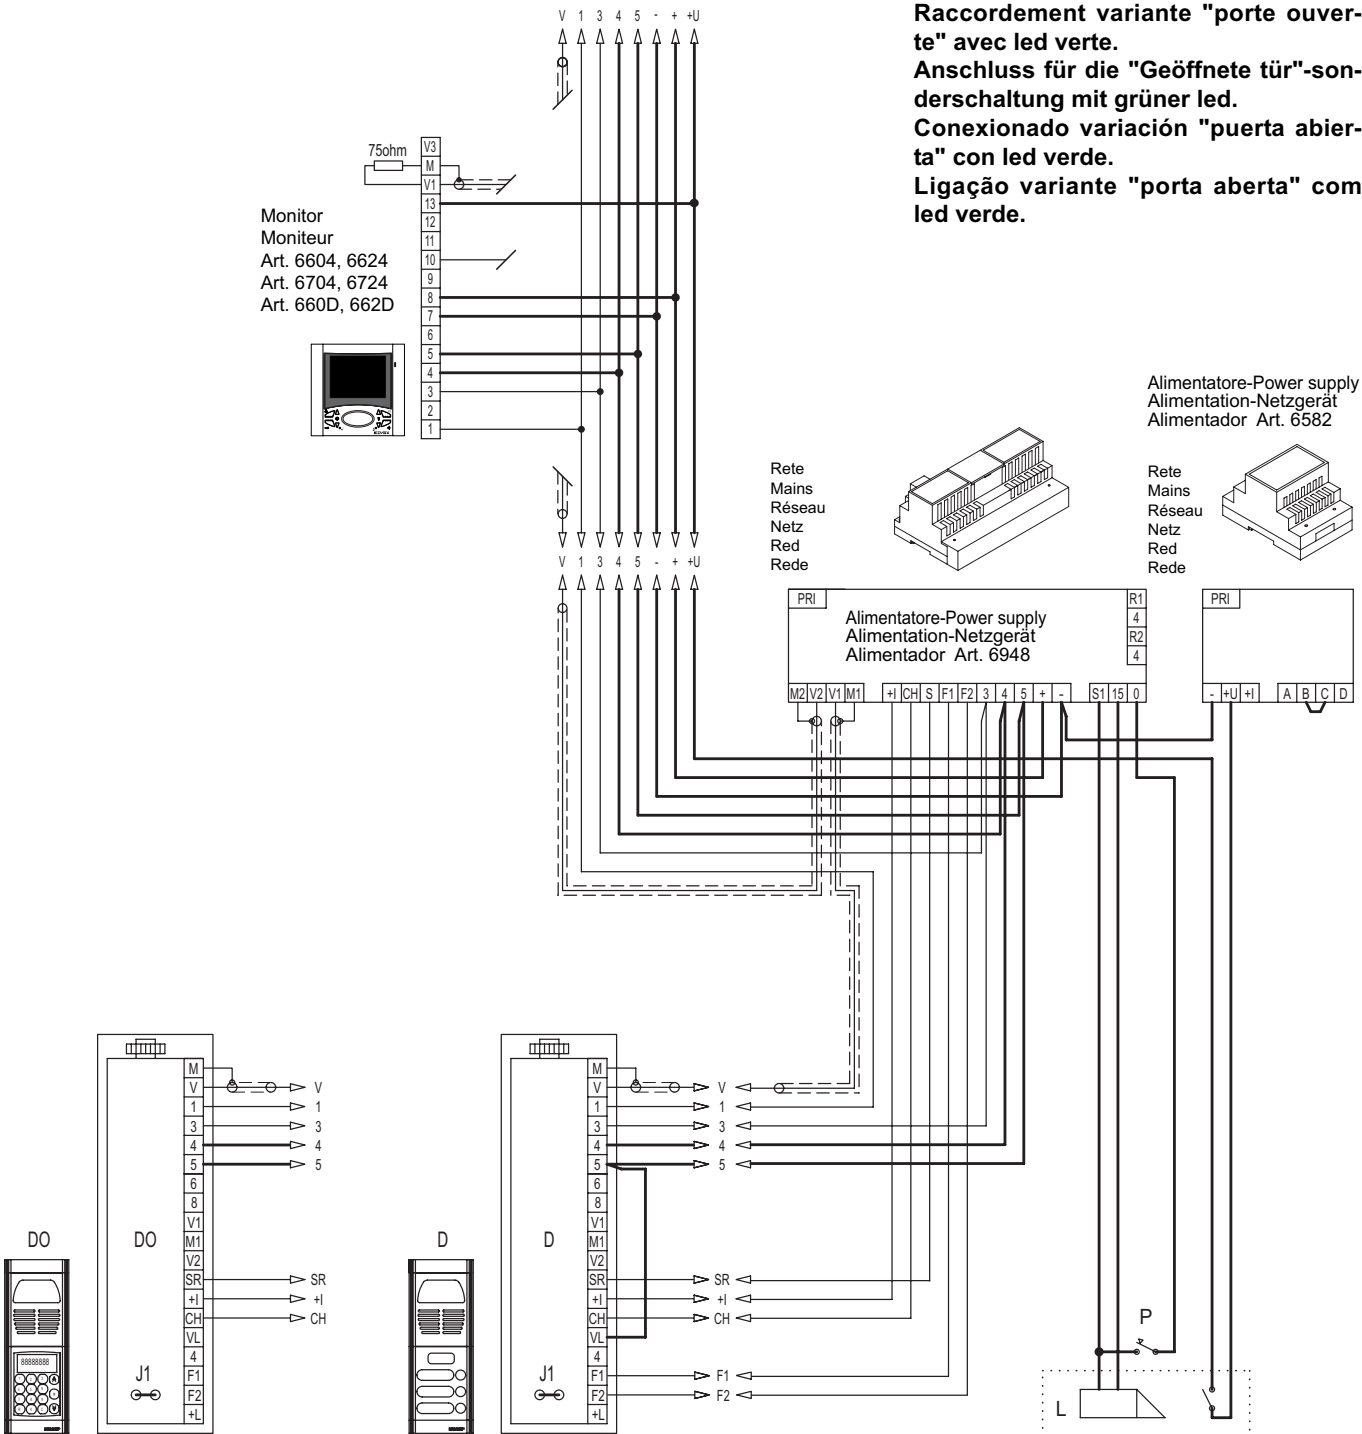 V 1 3 4 5 - + +U
Raccordement variante "porte ouver-
te" avec led verte.
Anschluss für die "Geöffnete tür"-son-
derschaltung mit grüner led.
Conexionado variación "puerta abier-
ta" con led verde.
Ligação variante "porta aberta" com
led verde.
75ohm
V3
M
V1
13
12
11
10
9
8
7
6
5
4
3
2
1
Monitor
Moniteur
Art. 6604, 6624
Art. 6704, 6724
Art. 660D, 662D
Alimentatore-Power supply
Alimentation-Netzgerät
Alimentador Art. 6582
Rete
Mains
Réseau
Netz
Red
Rede
Rete
Mains
Réseau
Netz
Red
Rede
V 1 3 4 5 - + +U
PRI
Alimentatore-Power supply
Alimentation-Netzgerät
Alimentador Art. 6948
R1
4
R2
4
M2 V2 V1 M1 +I CH S F1 F2 3 4 5 + - S1 15 0
PRI
- +U +I A B C D
DO
DO
M
V
1
3
4
5
6
8
V1
M1
V2
SR
+I
CH
VL
4
F1
F2
+L
J1
V
1
3
4
5
SR
+I
CH
88888888
D
D
M
V
1
3
4
5
6
8
V1
M1
V2
SR
+I
CH
VL
4
F1
F2
+L
J1
V
1
3
4
5
SR
+I
CH
F1
F2
P
L